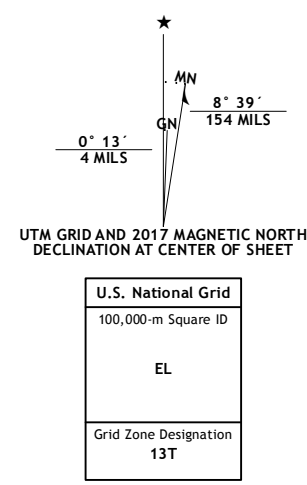 ★
MN
8° 39´
154 MILS
GN
0° 13´
4 MILS
UTM GRID AND 2017 MAGNETIC NORTH
DECLINATION AT CENTER OF SHEET
U.S. National Grid
100,000-m Square ID
EL
Grid Zone Designation
13T